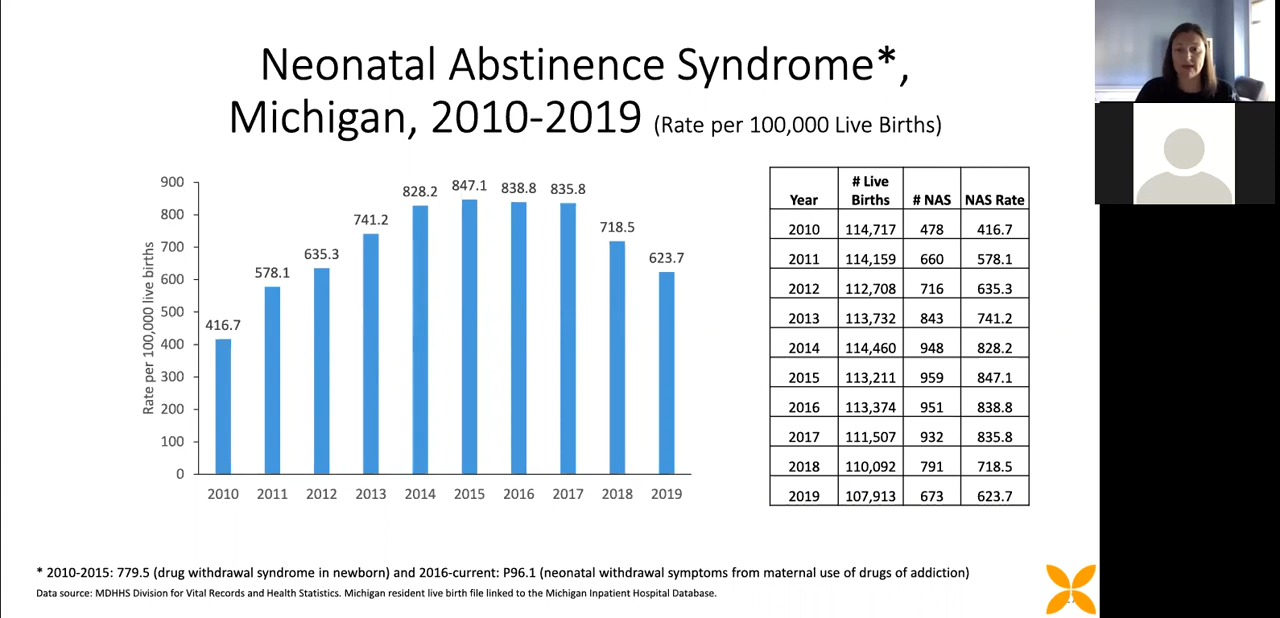 Neonatal Abstinence Syndrome*,
Michigan, 2010-2019 (Rate per 100,000 Live Births)
Rate per 100,000 live births
900
800
700
600
500
400
300
200
100
0
416.7
578.1
635.3
741.2
828.2
847.1
838.8
835.8
718.5
623.7
2010 2011 2012 2013 2014 2015 2016 2017 2018 2019
Year # Live Births # NAS NAS Rate
2010 114,717 478 416.7
2011 114,159 660 578.1
2012 112,708 716 635.3
2013 113,732 843 741.2
2014 114,460 948 828.2
2015 113,211 959 847.1
2016 113,374 951 838.8
2017 111,507 932 835.8
2018 110,092 791 718.5
2019 107,913 673 623.7
* 2010-2015: 779.5 (drug withdrawal syndrome in newborn) and 2016-current: P96.1 (neonatal withdrawal symptoms from maternal use of drugs of addiction)
Data source: MDHHS Division for Vital Records and Health Statistics. Michigan resident live birth file linked to the Michigan Inpatient Hospital Database.